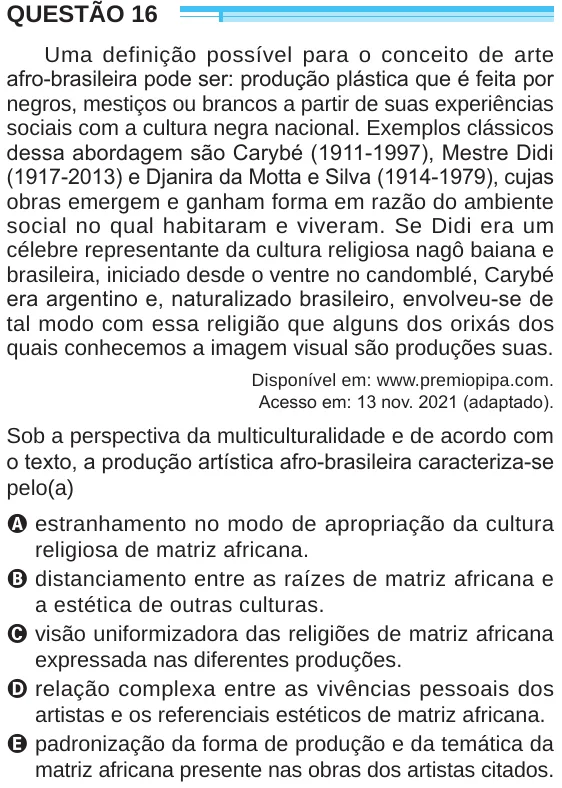 QUESTÃO 16
Uma definição possível para o conceito de arte
afro-brasileira pode ser: produção plástica que é feita por
negros, mestiços ou brancos a partir de suas experiências
sociais com a cultura negra nacional. Exemplos clássicos
dessa abordagem são Carybé (1911-1997), Mestre Didi
(1917-2013) e Djanira da Motta e Silva (1914-1979), cujas
obras emergem e ganham forma em razão do ambiente
social no qual habitaram e viveram. Se Didi era um
célebre representante da cultura religiosa nagô baiana e
brasileira, iniciado desde o ventre no candomblé, Carybé
era argentino e, naturalizado brasileiro, envolveu-se de
tal modo com essa religião que alguns dos orixás dos
quais conhecemos a imagem visual são produções suas.
Disponível em: www.premiopipa.com.
Acesso em: 13 nov. 2021 (adaptado).
Sob a perspectiva da multiculturalidade e de acordo com
o texto, a produção artística afro-brasileira caracteriza-se
pelo(a)
A estranhamento no modo de apropriação da cultura
religiosa de matriz africana.
B distanciamento entre as raízes de matriz africana e
a estética de outras culturas.
C visão uniformizadora das religiões de matriz africana
expressada nas diferentes produções.
D relação complexa entre as vivências pessoais dos
artistas e os referenciais estéticos de matriz africana.
E padronização da forma de produção e da temática da
matriz africana presente nas obras dos artistas citados.